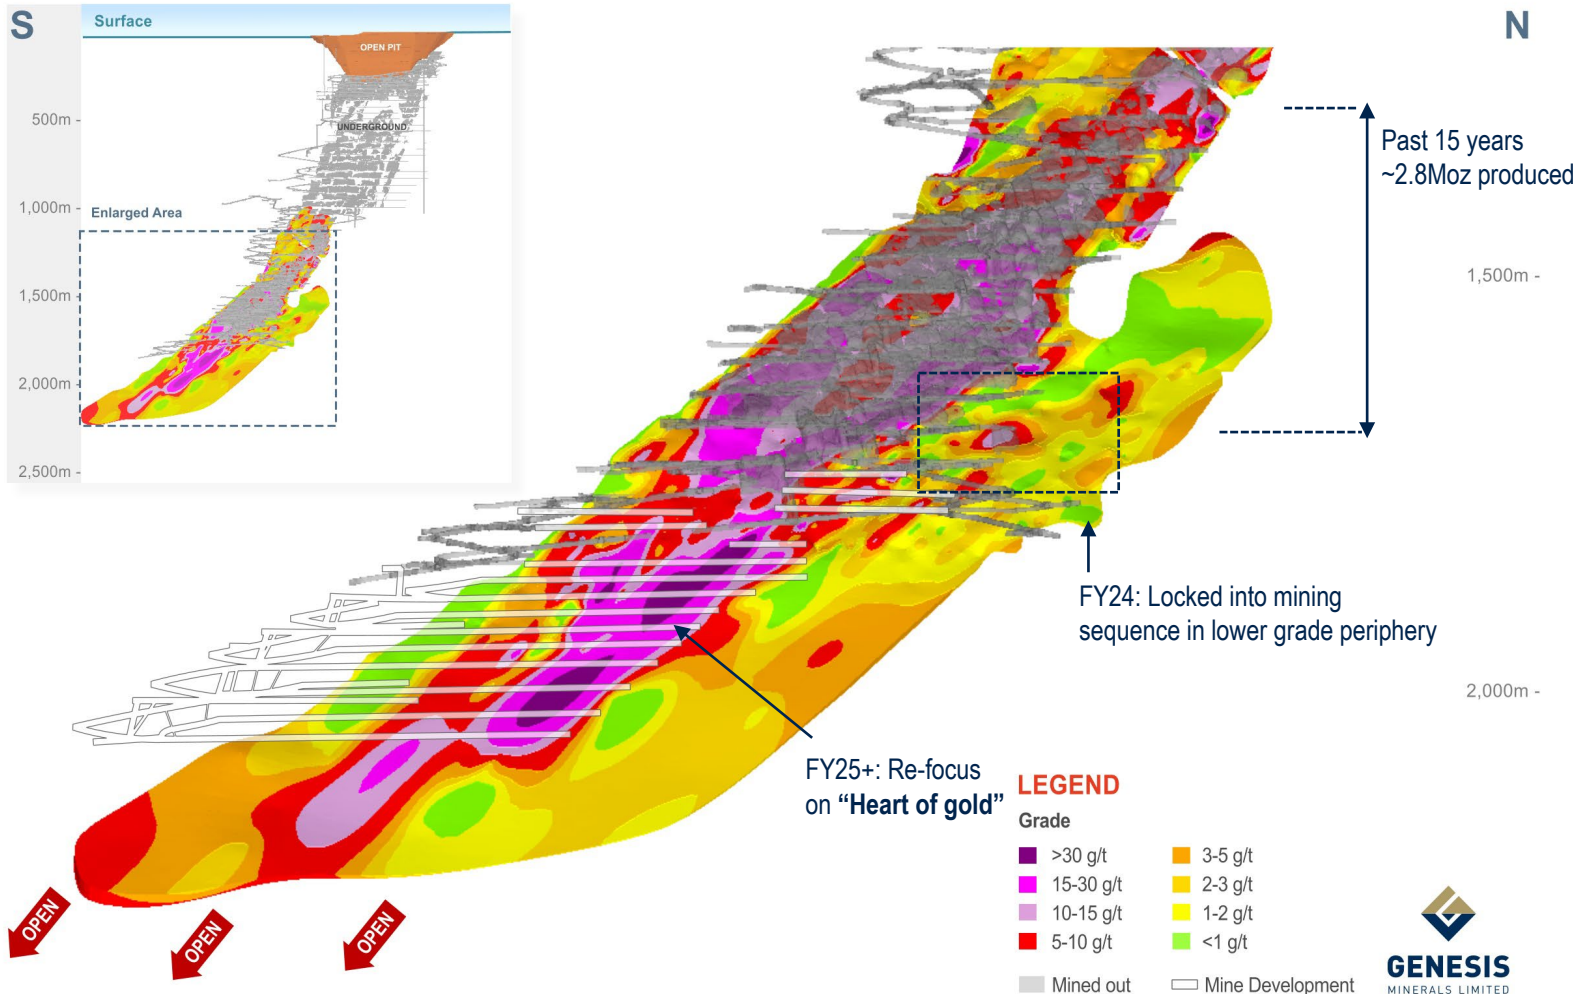 S
Surface
N
OPEN PIT
500m -
UNDERGROUND
1,000m -
Enlarged Area
1,500m -
2,000m -
2,500m -
Past 15 years
~2.8Moz produced
1,500m -
FY24: Locked into mining
sequence in lower grade periphery
2,000m -
FY25+: Re-focus
on “Heart of gold”
LEGEND
Grade
>30 g/t
3-5 g/t
15-30 g/t
2-3 g/t
10-15 g/t
1-2 g/t
5-10 g/t
<1 g/t
Mined out
Mine Development
OPEN
OPEN
OPEN
GENESIS
MINERALS LIMITED